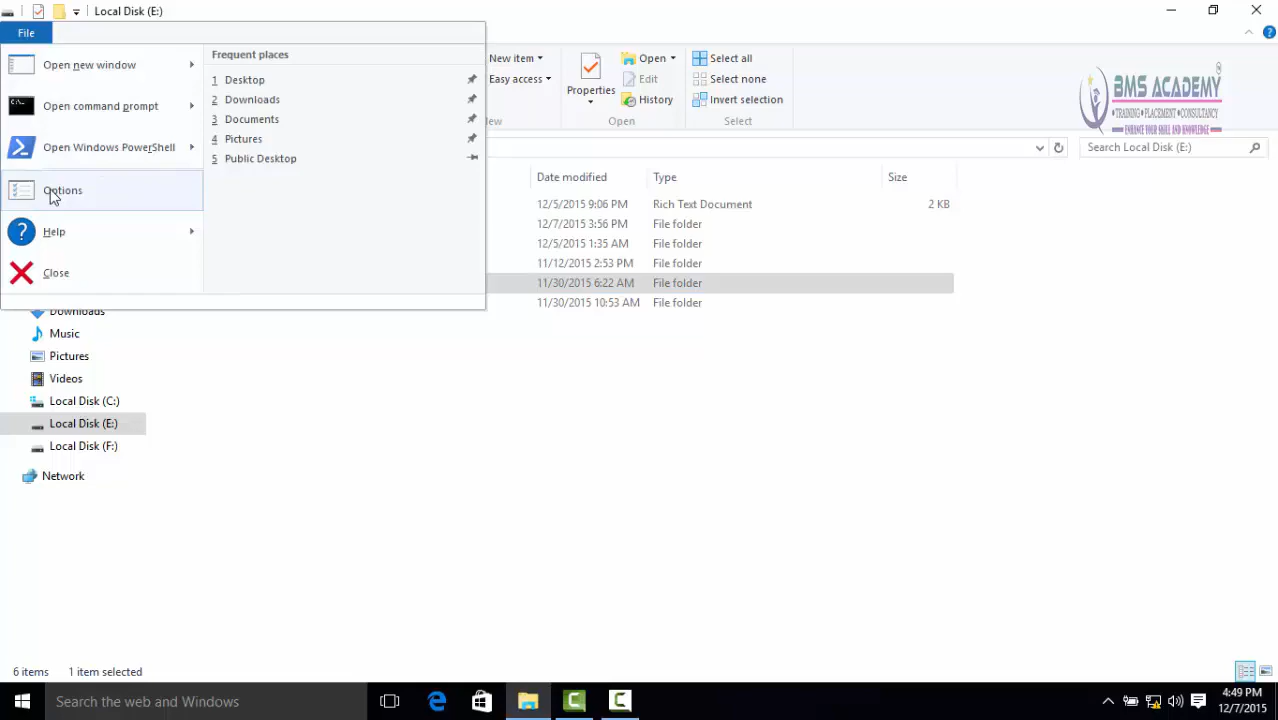 Local Disk (E:)
File
Open new window
Open command prompt
Open Windows PowerShell
Options
Help
Close
Frequent places
1 Desktop
2 Downloads
3 Documents
4 Pictures
5 Public Desktop
New item
Easy access
ew
Properties
Open
Edit
History
Open
Select all
Select none
Invert selection
Select
BMS ACADEMY
TRAINING PLACEMENT CONSULTANCY
ENHANCE YOUR SKILL AND KNOWLEDGE
Search Local Disk (E:)
Date modified Type Size
12/5/2015 9:06 PM Rich Text Document 2 KB
12/7/2015 3:56 PM File folder
12/5/2015 1:35 AM File folder
11/12/2015 2:53 PM File folder
11/30/2015 6:22 AM File folder
11/30/2015 10:53 AM File folder
Downloads
Music
Pictures
Videos
Local Disk (C:)
Local Disk (E:)
Local Disk (F:)
Network
6 items 1 item selected
Search the web and Windows
4:49 PM
12/7/2015